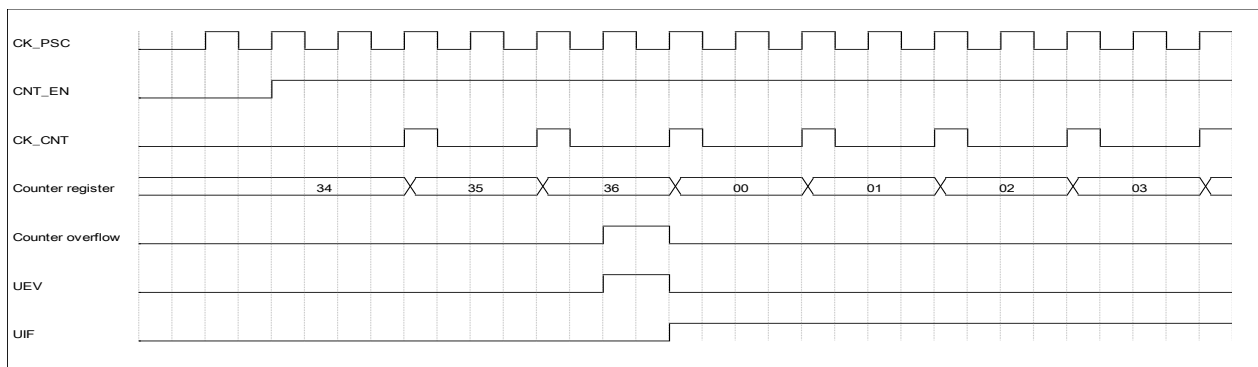 CK_PSC
CNT_EN
CK_CNT
Counter register 34 35 36 00 01 02 03
Counter overflow
UEV
UIF